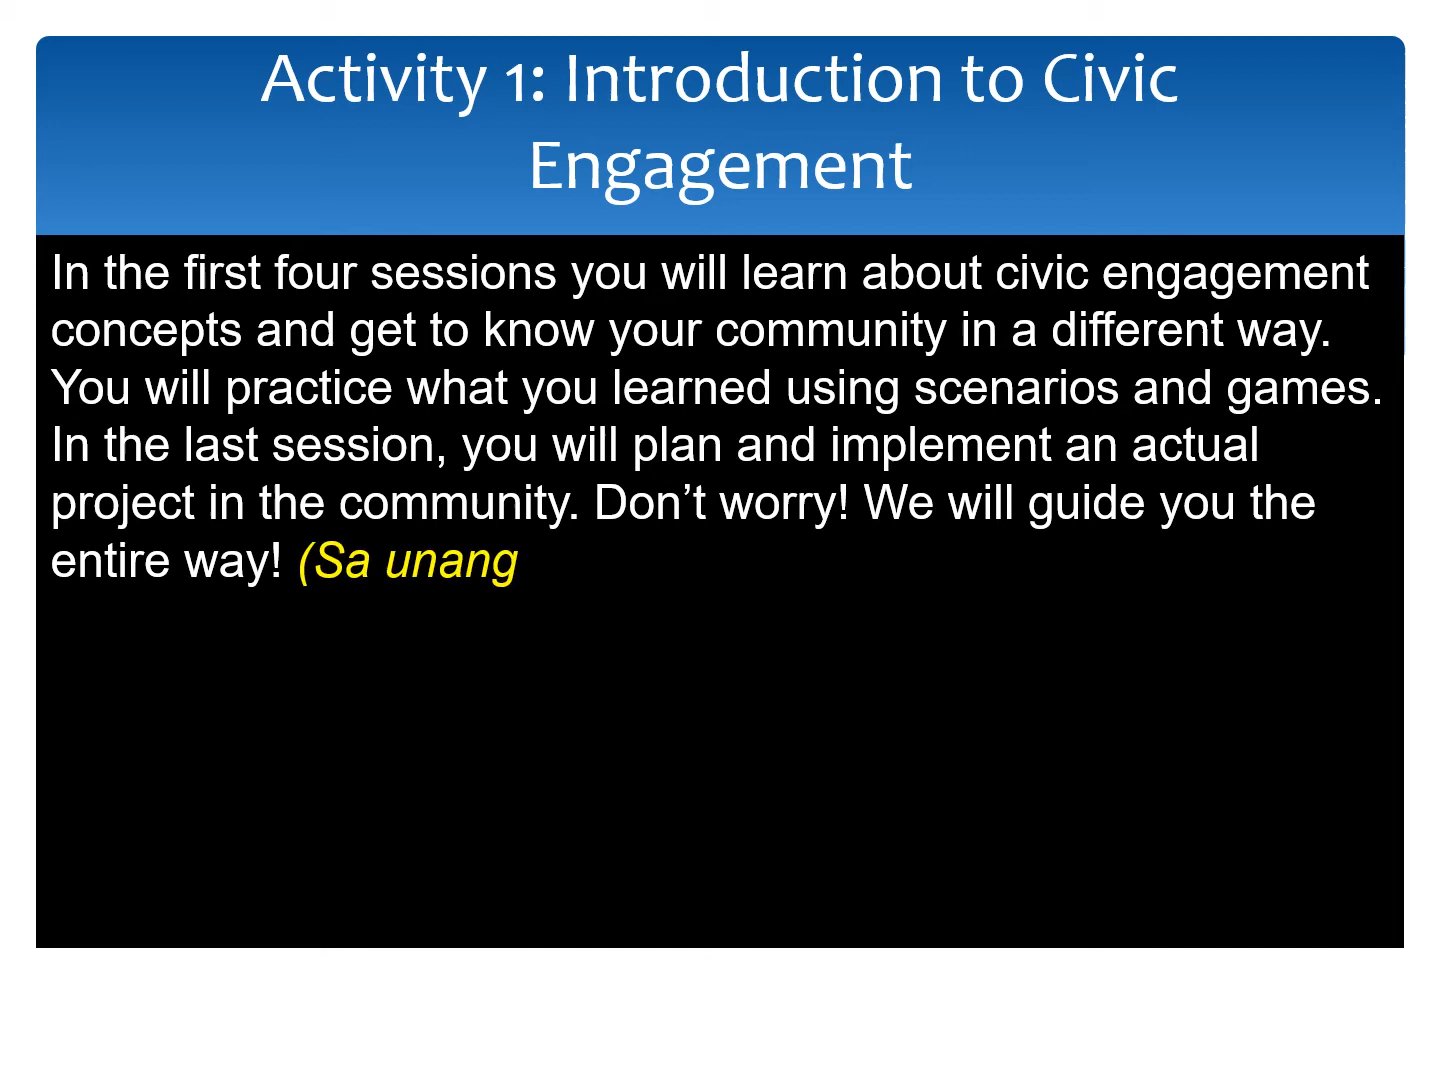 Activity 1: Introduction to Civic
Engagement
In the first four sessions you will learn about civic engagement
concepts and get to know your community in a different way.
You will practice what you learned using scenarios and games.
In the last session, you will plan and implement an actual
project in the community. Don’t worry! We will guide you the
entire way! (Sa unang